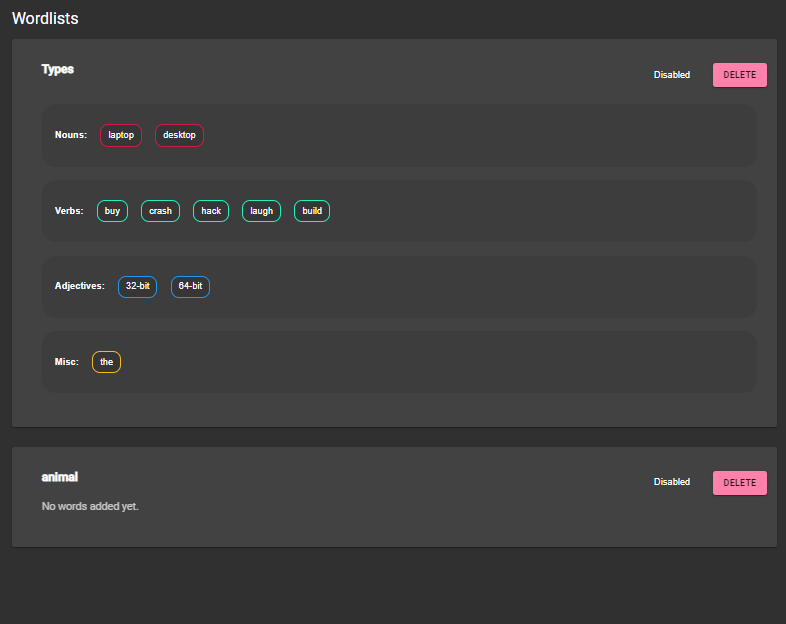 Wordlists
Types
Disabled DELETE
Nouns: laptop desktop
Verbs: buy crash hack laugh build
Adjectives: 32-bit 64-bit
Misc: the
animal
Disabled DELETE
No words added yet.